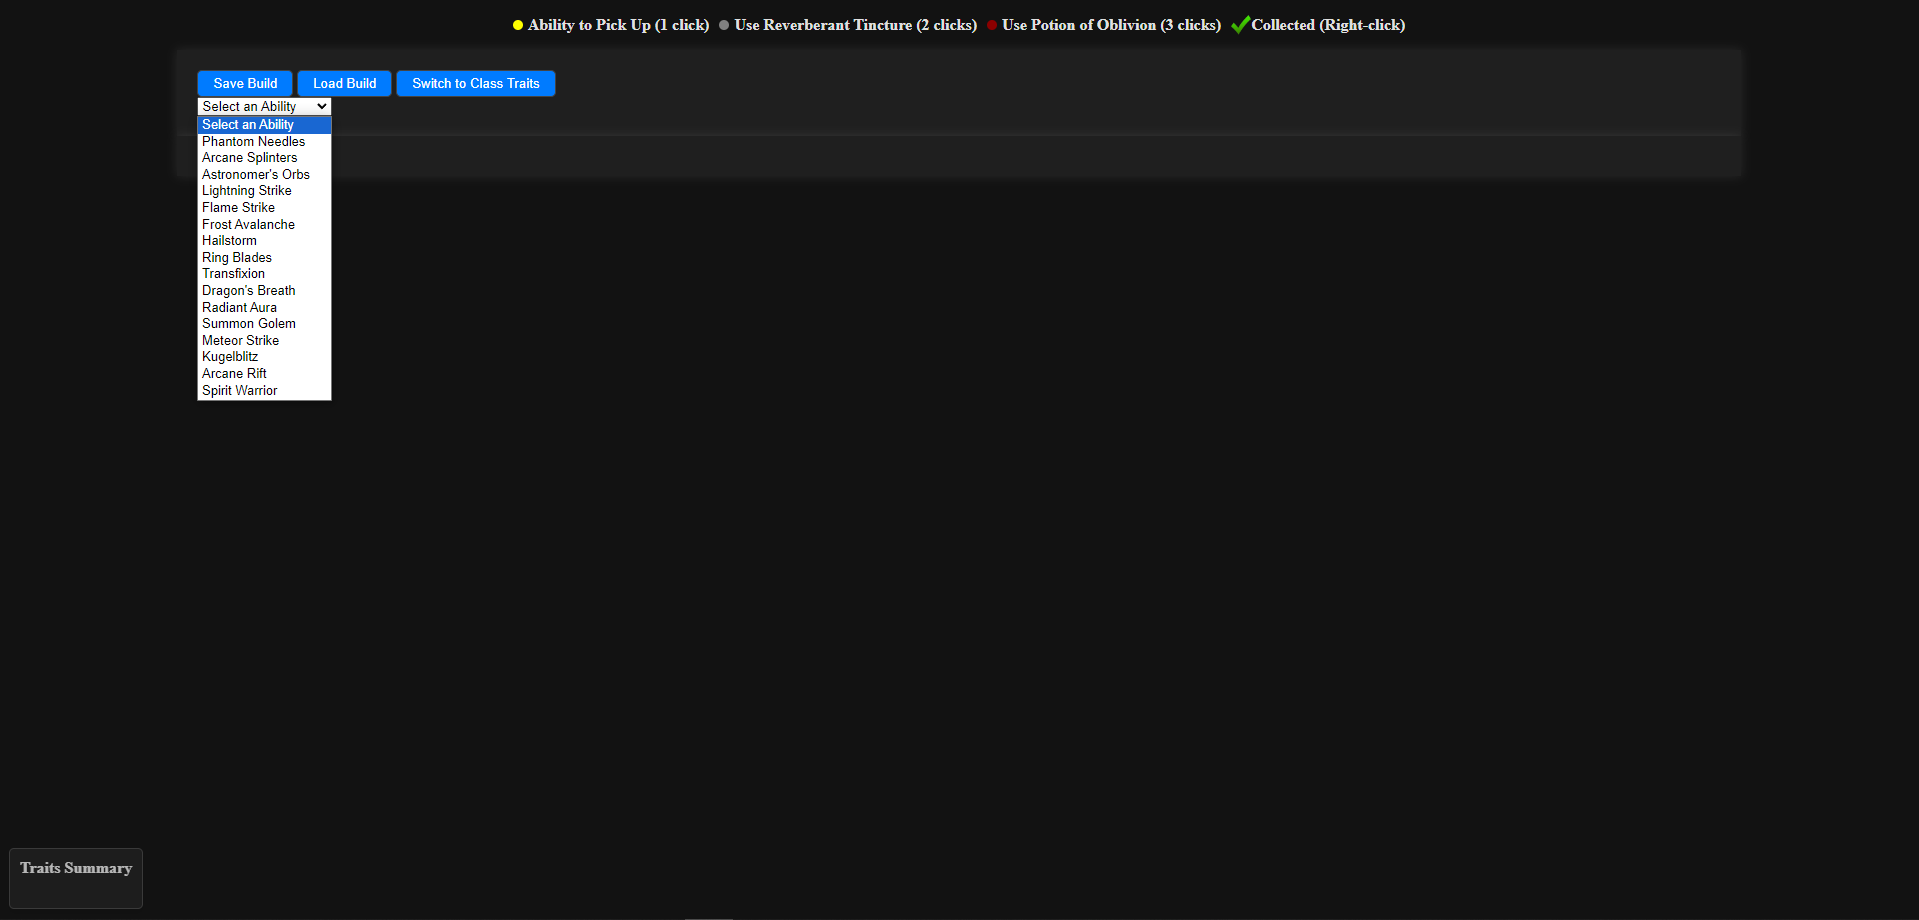 Ability to Pick Up (1 click) Use Reverberant Tincture (2 clicks) Use Potion of Oblivion (3 clicks) Collected (Right-click)
Save Build Load Build Switch to Class Traits
Select an Ability
Select an Ability
Phantom Needles
Arcane Splinters
Astronomer's Orbs
Lightning Strike
Flame Strike
Frost Avalanche
Hailstorm
Ring Blades
Transfixion
Dragon's Breath
Radiant Aura
Summon Golem
Meteor Strike
Kugelblitz
Arcane Rift
Spirit Warrior
Traits Summary